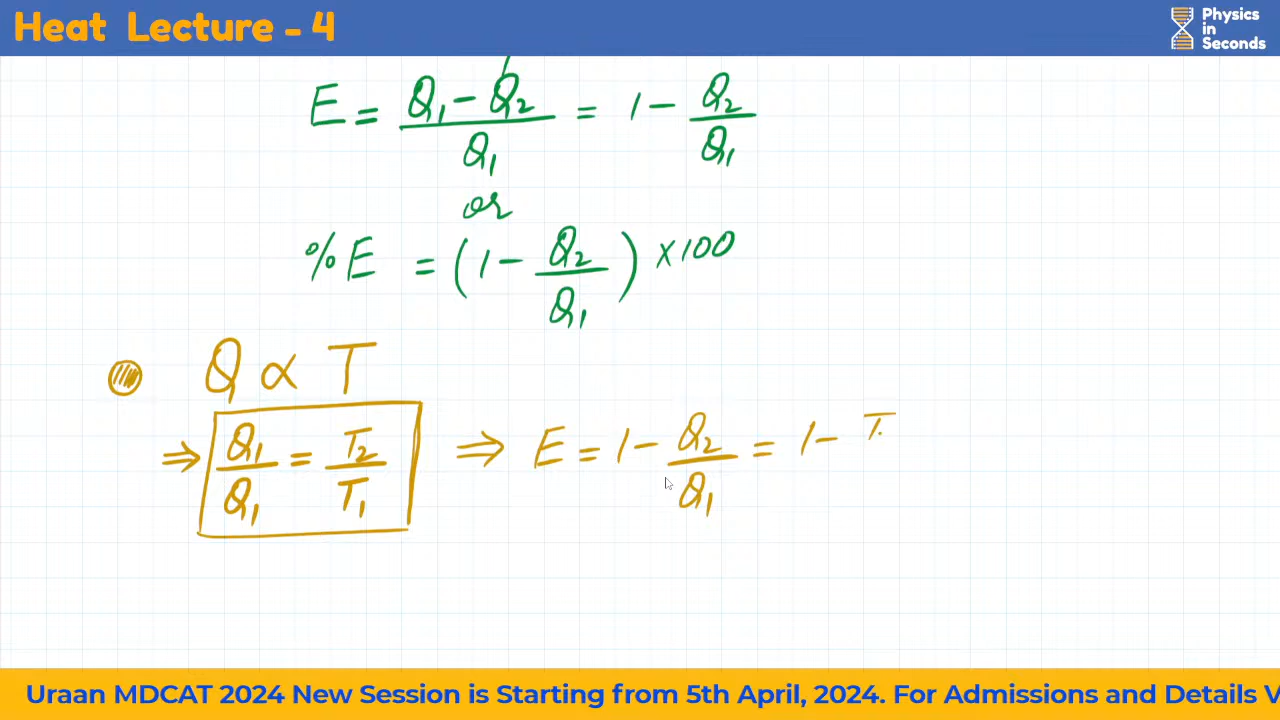 Heat Lecture - 4
Physics
in
Seconds
E = (Q₁ - Q₂)/Q₁ = 1 - Q₂/Q₁
or
%E = (1 - Q₂/Q₁) ×100
Q ∝ T
⇒ Q₁/Q₁ = T₂/T₁ ⇒ E = 1 - Q₂/Q₁ = 1 - T
Uraan MDCAT 2024 New Session is Starting from 5th April, 2024. For Admissions and Details V